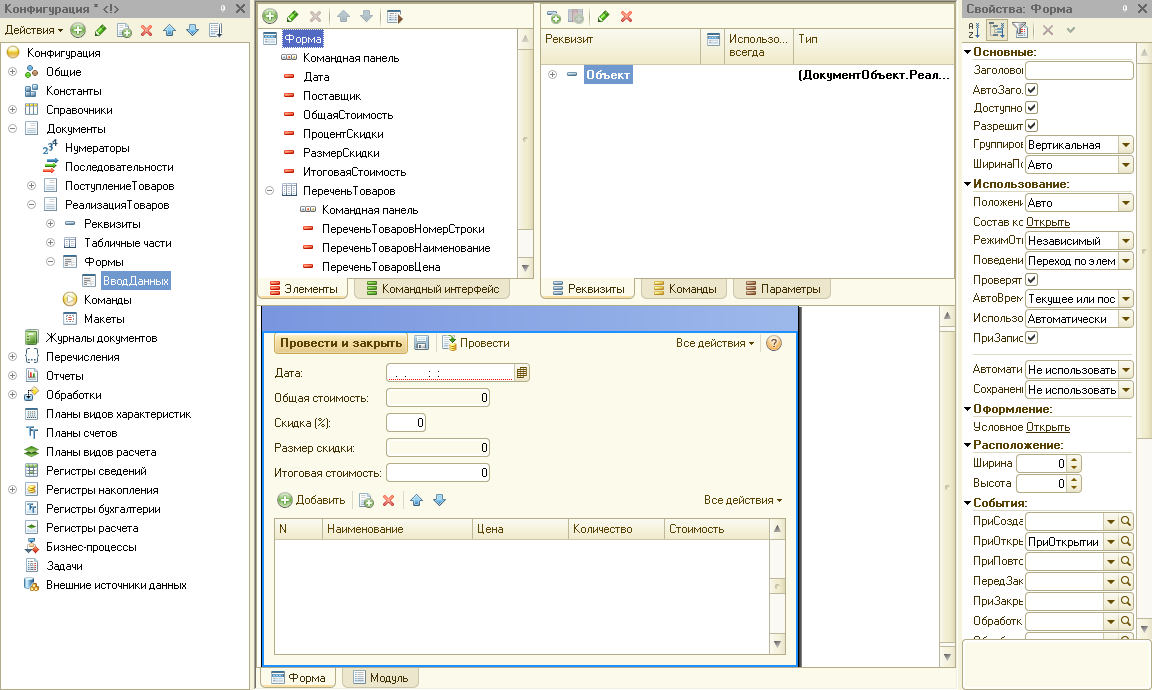 Конфигурация * <!>
Действия
Конфигурация
Общие
Константы
Справочники
Документы
Нумераторы
Последовательности
ПоступлениеТоваров
РеализацияТоваров
Реквизиты
Табличные части
Формы
ВводДанных
Команды
Макеты
Журналы документов
Перечисления
Отчеты
Обработки
Планы видов характеристик
Планы счетов
Планы видов расчета
Регистры сведений
Регистры накопления
Регистры бухгалтерии
Регистры расчета
Бизнес-процессы
Задачи
Внешние источники данных
Форма
Командная панель
Дата
Поставщик
ОбщаяСтоимость
ПроцентСкидки
РазмерСкидки
ИтоговаяСтоимость
ПереченьТоваров
Командная панель
ПереченьТоваровНомерСтроки
ПереченьТоваровНаименование
ПереченьТоваровЦена
Элементы Командный интерфейс
Реквизит Использо... всегда Тип
Объект (ДокументОбъект.Реал...
Реквизиты Команды Параметры
Провести и закрыть Провести Все действия
Дата: . . : :
Общая стоимость: 0
Скидка (%): 0
Размер скидки: 0
Итоговая стоимость: 0
Добавить Все действия
N Наименование Цена Количество Стоимость
Форма Модуль
Свойства: Форма
Основные:
Заголово
АвтоЗаго.
Доступно
Разрешит
Группиров Вертикальная
ШиринаПо Авто
Использование:
Положени Авто
Состав кс Открыть
РежимОті Независимый
Поведени Переход по элем
Проверят
АвтоВрем Текущее или пос
Использо Автоматически
ПриЗапис
Автомати Не использовать
Сохранен Не использовать
Оформление:
Условное Открыть
Расположение:
Ширина 0
Высота 0
События:
ПриСозда
ПриОткры ПриОткрытии
ПриПовто
ПередЗак
ПриЗакры
Обработк